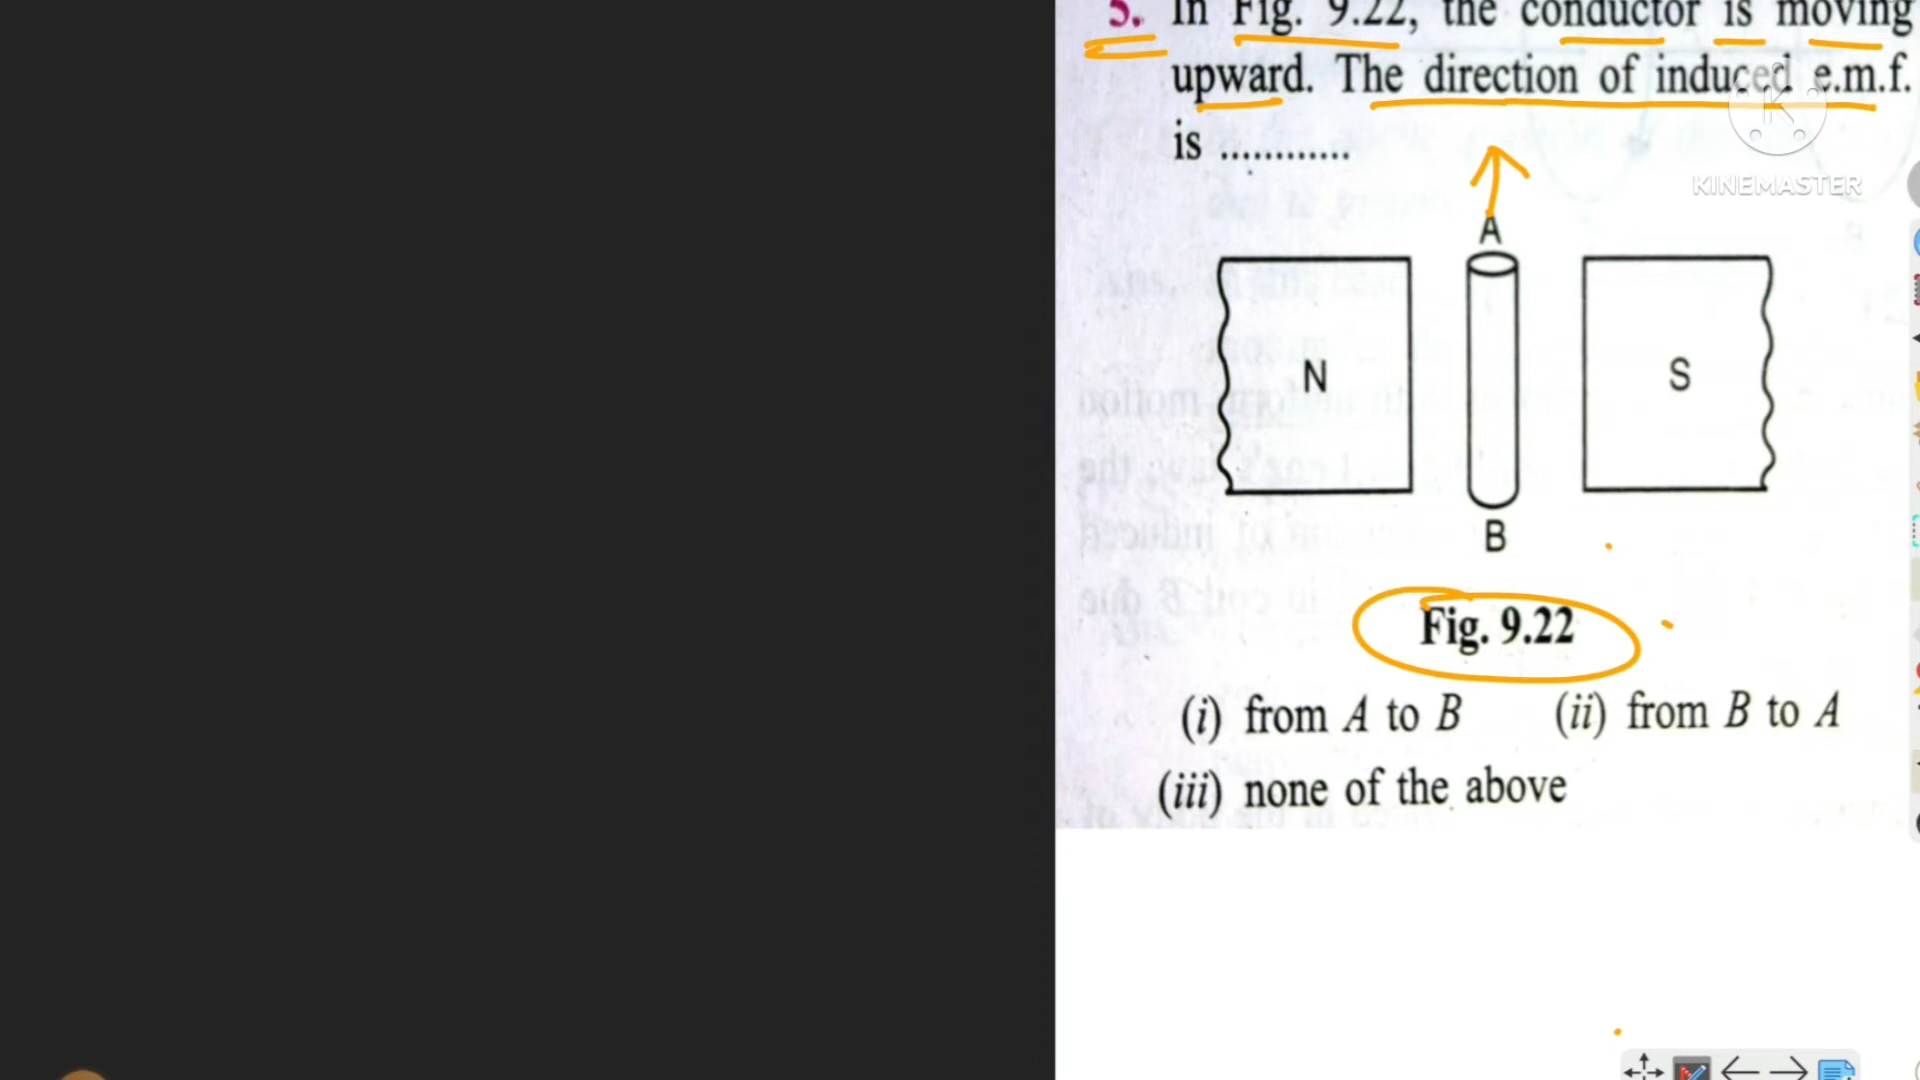 5. In Fig. 9.22, the conductor is moving
upward. The direction of induced e.m.f.
is ............
KINEMASTER
A
N
S
B
Fig. 9.22
(i) from A to B (ii) from B to A
(iii) none of the above